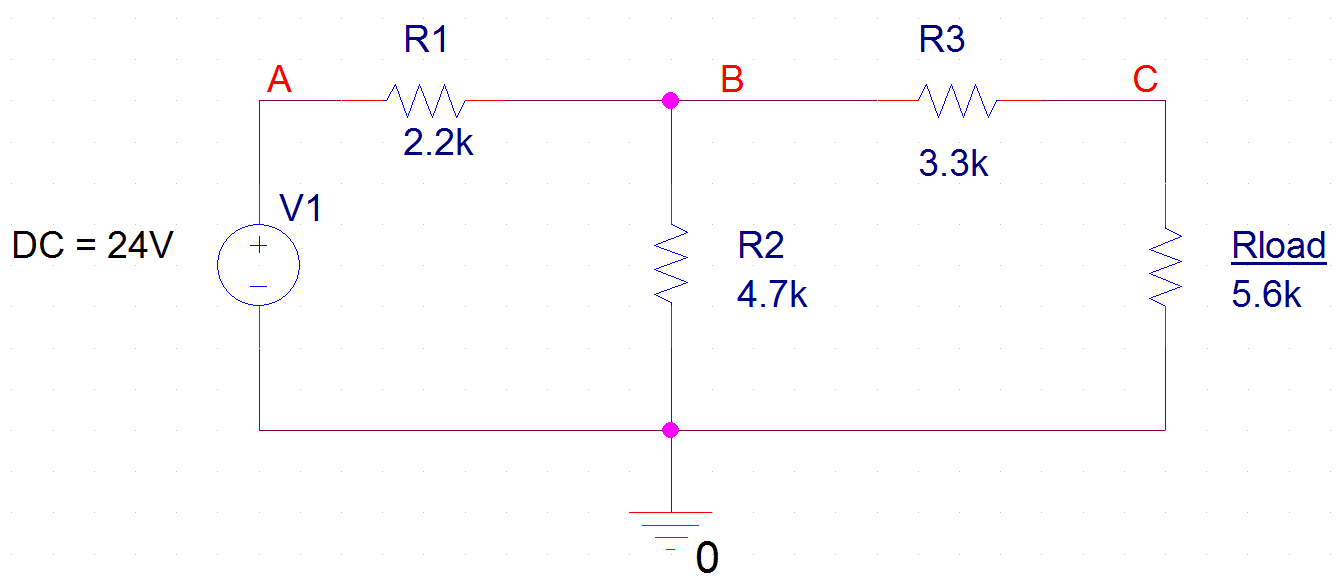 R1
R3
A
B
C
2.2k
3.3k
V1
+
DC = 24V
−
R2
4.7k
Rload
5.6k
0